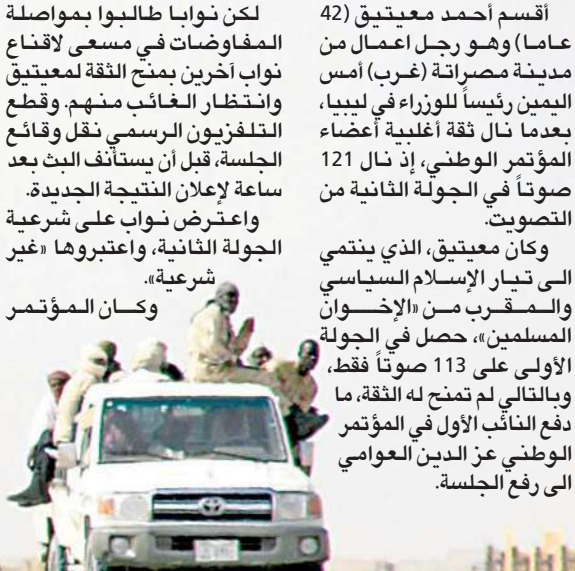 أقسم أحمد معيتيق (42
عاما) وهو رجل اعمال من
مدينة مصراتة (غرب) أمس
اليمين رئيساً للوزراء في ليبيا،
بعدما نال ثقة أغلبية أعضاء
المؤتمر الوطني، إذ نال 121
صوتاً في الجولة الثانية من
التصويت.
وكان معيتيق، الذي ينتمي
الى تيار الإسلام السياسي
والمقرب من «الإخوان
المسلمين»، حصل في الجولة
الأولى على 113 صوتاً فقط،
وبالتالي لم تمنح له الثقة، ما
دفع النائب الأول في المؤتمر
الوطني عز الدين العوامي
الى رفع الجلسة.
لكن نوابا طالبوا بمواصلة
المفاوضات في مسعى لاقناع
نواب آخرين بمنح الثقة لمعيتيق
وانتظار الغائب منهم. وقطع
التلفزيون الرسمي نقل وقائع
الجلسة، قبل أن يستأنف البث بعد
ساعة لإعلان النتيجة الجديدة.
واعترض نواب على شرعية
الجولة الثانية، واعتبروها «غير
شرعية».
وكان المؤتمر